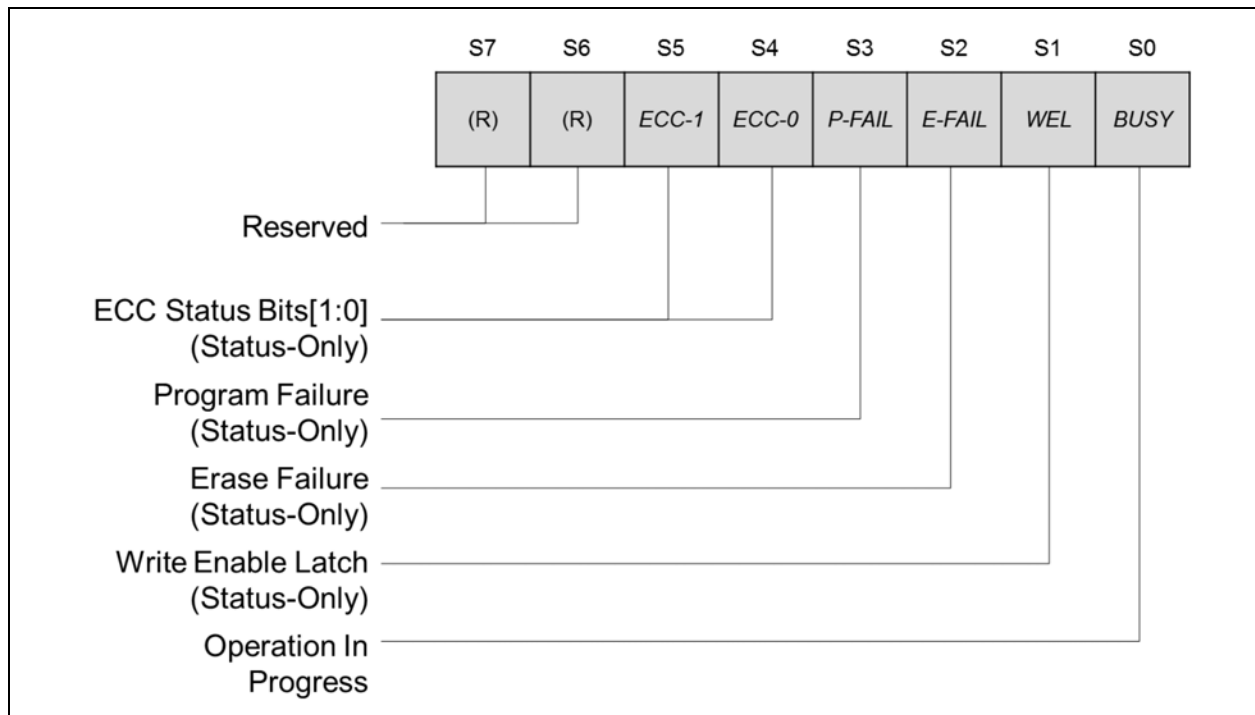 S7 S6 S5 S4 S3 S2 S1 S0
(R) (R) ECC-1 ECC-0 P-FAIL E-FAIL WEL BUSY
Reserved
ECC Status Bits[1:0]
(Status-Only)
Program Failure
(Status-Only)
Erase Failure
(Status-Only)
Write Enable Latch
(Status-Only)
Operation In
Progress